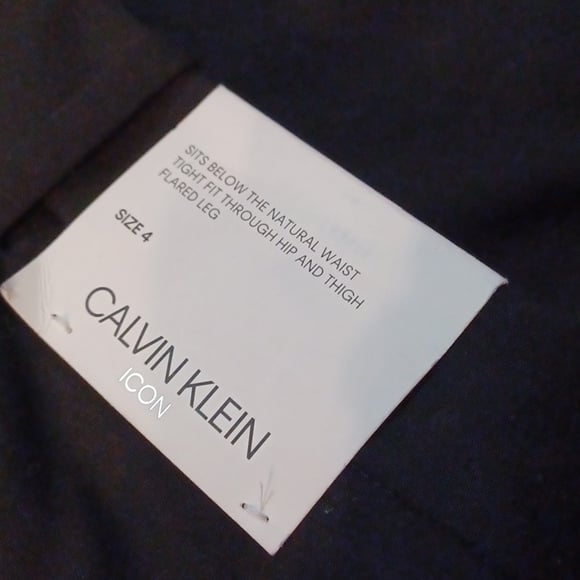 SITS BELOW THE NATURAL WAIST
TIGHT FIT THROUGH HIP AND THIGH
FLARED LEG
SIZE 4
CALVIN KLEIN
ICON